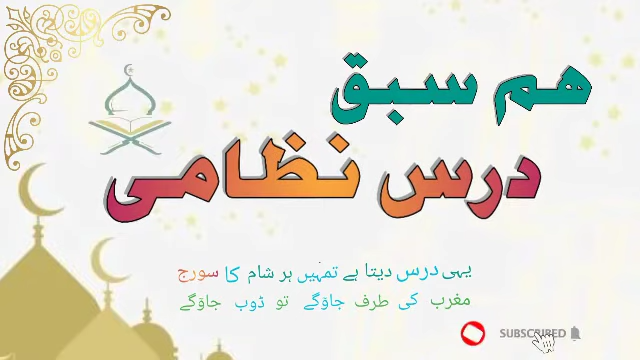 هم سبق
درس نظامی
یہی درس دیتا ہے تمہیں ہر شام کا سورج
مغرب کی طرف جاؤگے تو ڈوب جاؤگے
SUBSCRIBED